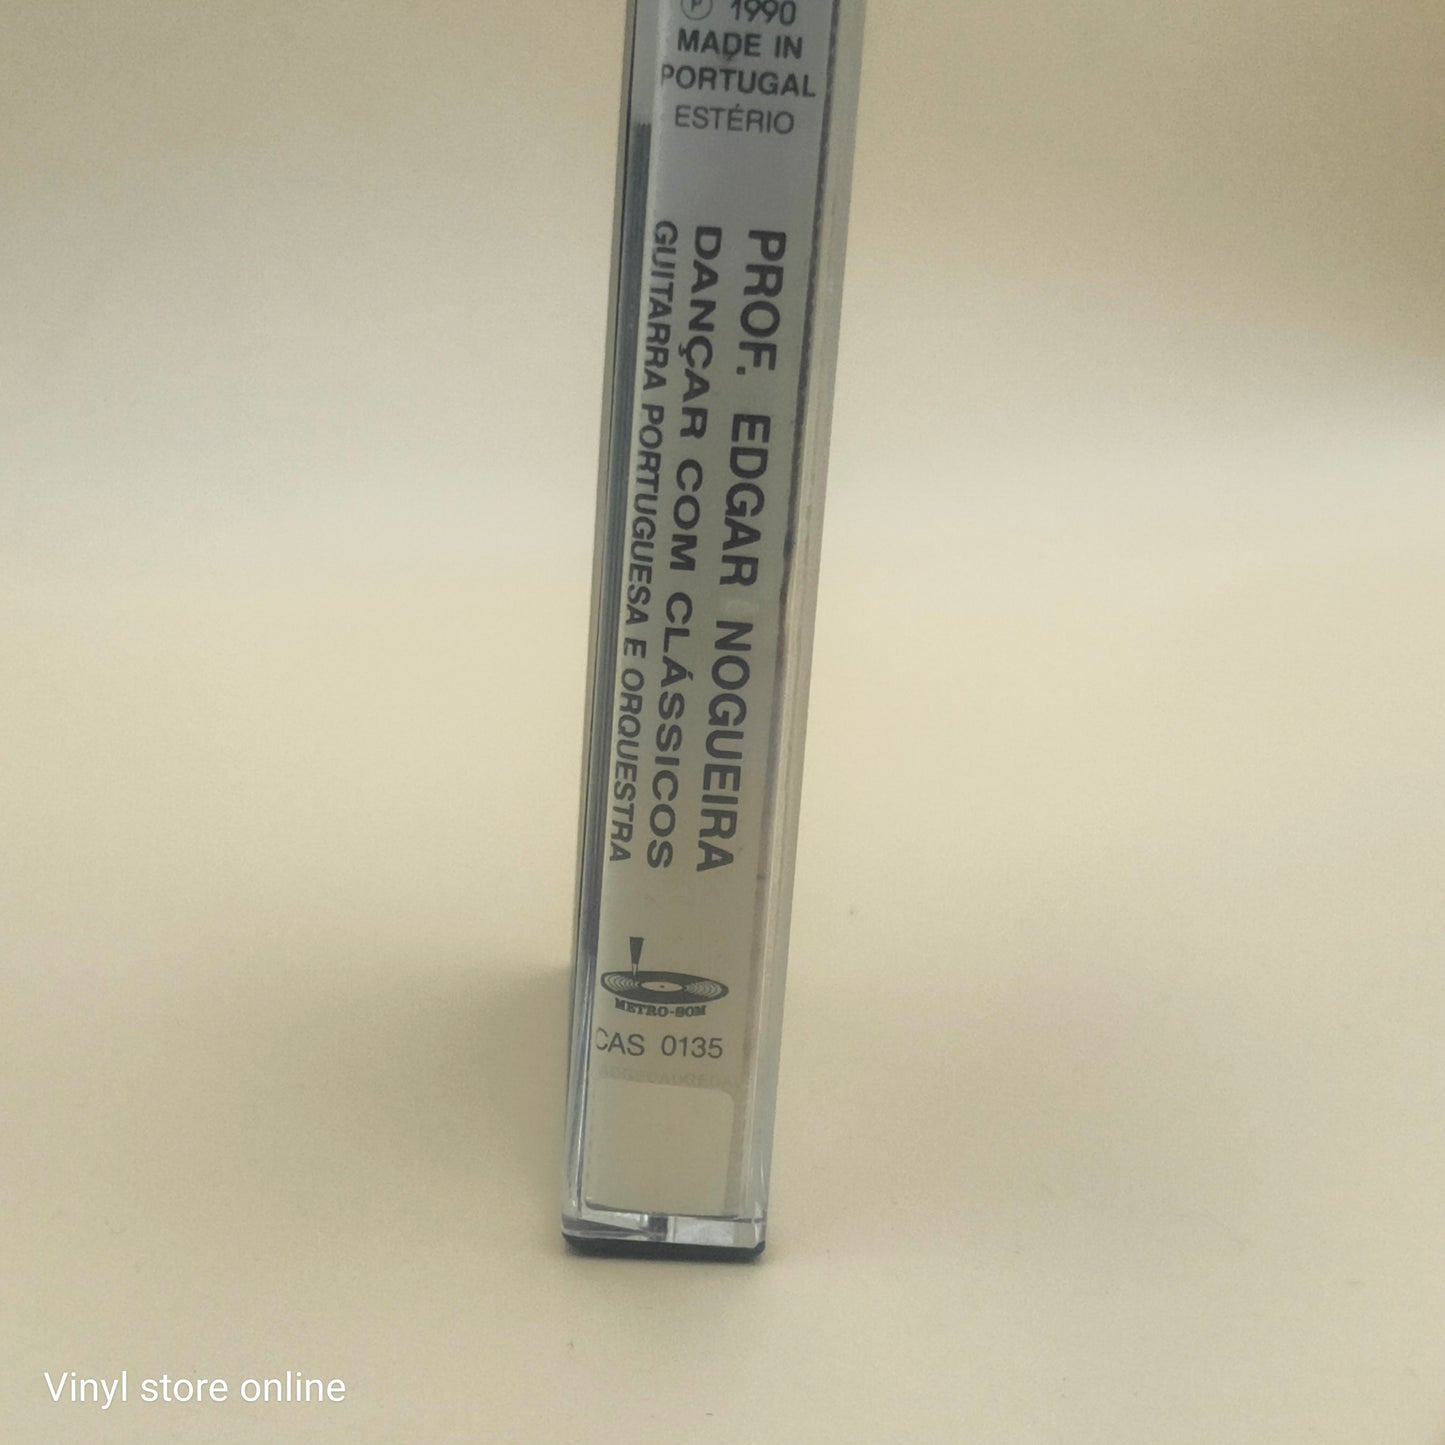 ℗ 1990
MADE IN
PORTUGAL
ESTÉRIO
PROF. EDGAR NOGUEIRA
DANÇAR COM CLÁSSICOS
GUITARRA PORTUGUESA E ORQUESTRA
METRO-SOM
CAS 0135
Vinyl store online